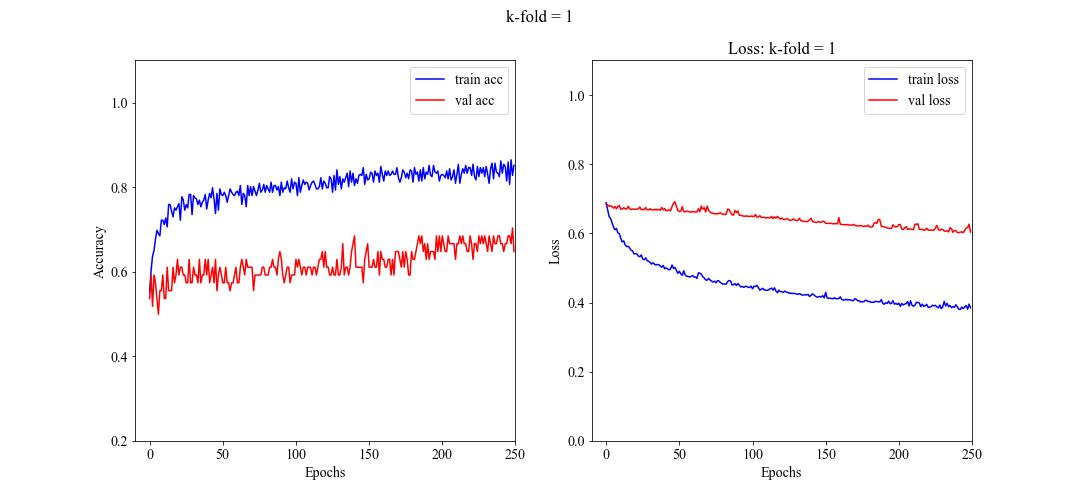 k-fold = 1
Accuracy
1.0
0.8
0.6
0.4
0.2
0 50 100 150 200 250
Epochs
train acc
val acc
Loss: k-fold = 1
Loss
1.0
0.8
0.6
0.4
0.2
0.0
0 50 100 150 200 250
Epochs
train loss
val loss